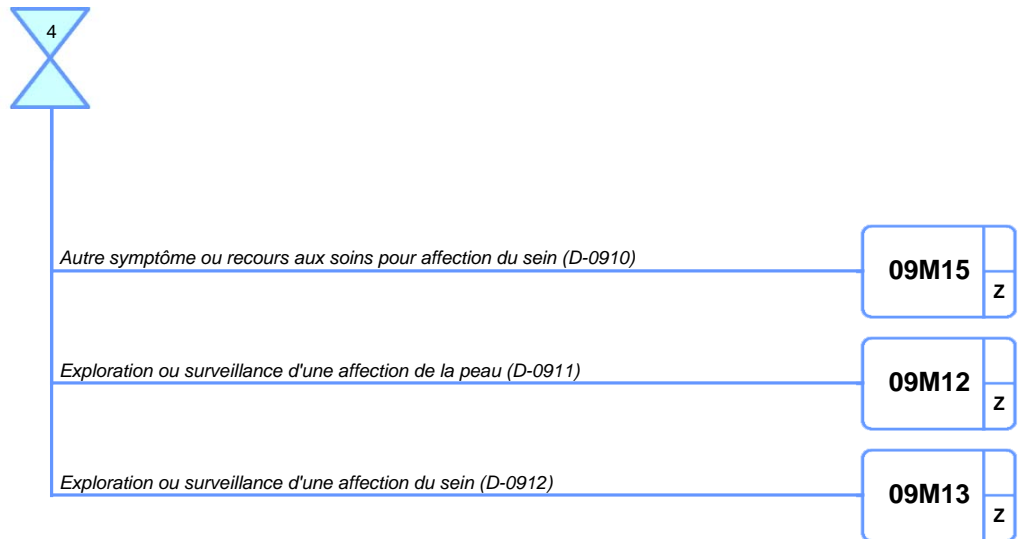 4
Autre symptôme ou recours aux soins pour affection du sein (D-0910)
09M15
Z
Exploration ou surveillance d'une affection de la peau (D-0911)
09M12
Z
Exploration ou surveillance d'une affection du sein (D-0912)
09M13
Z